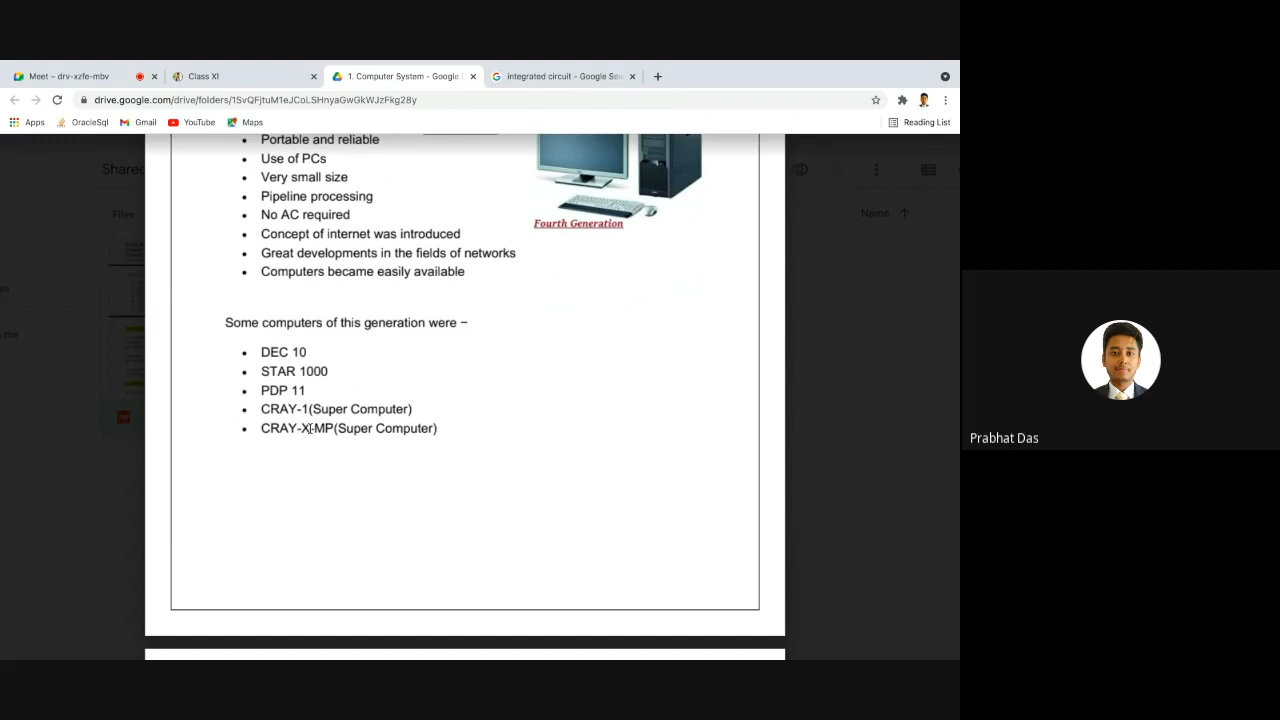 Meet – drv-xzfe-mbv
Class XI
1. Computer System - Google
integrated circuit - Google Sea
drive.google.com/drive/folders/1SvQFjtuM1eJCoLSHnyaGwGkWJzFkg28y
Apps
OracleSql
Gmail
YouTube
Maps
Reading List
Portable and reliable
Use of PCs
Very small size
Pipeline processing
No AC required
Concept of internet was introduced
Great developments in the fields of networks
Computers became easily available
Fourth Generation
Some computers of this generation were −
DEC 10
STAR 1000
PDP 11
CRAY-1(Super Computer)
CRAY-X-MP(Super Computer)
Shared
Files
Name
Prabhat Das